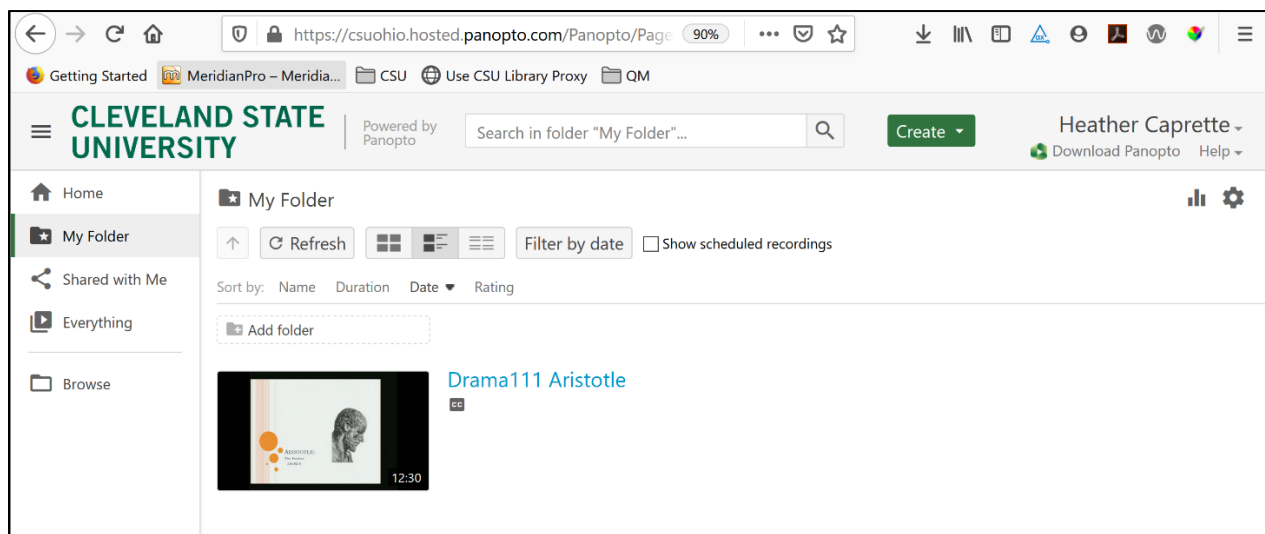 https://csuohio.hosted.panopto.com/Panopto/Page 90%
Getting Started MeridianPro – Meridia... CSU Use CSU Library Proxy QM
CLEVELAND STATE
UNIVERSITY
Powered by
Panopto
Search in folder "My Folder"...
Create
Heather Caprette
Download Panopto Help
Home
My Folder
Shared with Me
Everything
Browse
My Folder
Refresh Filter by date Show scheduled recordings
Sort by: Name Duration Date Rating
Add folder
ARISTOTLE:
The Poetics
12:30
Drama111 Aristotle
CC